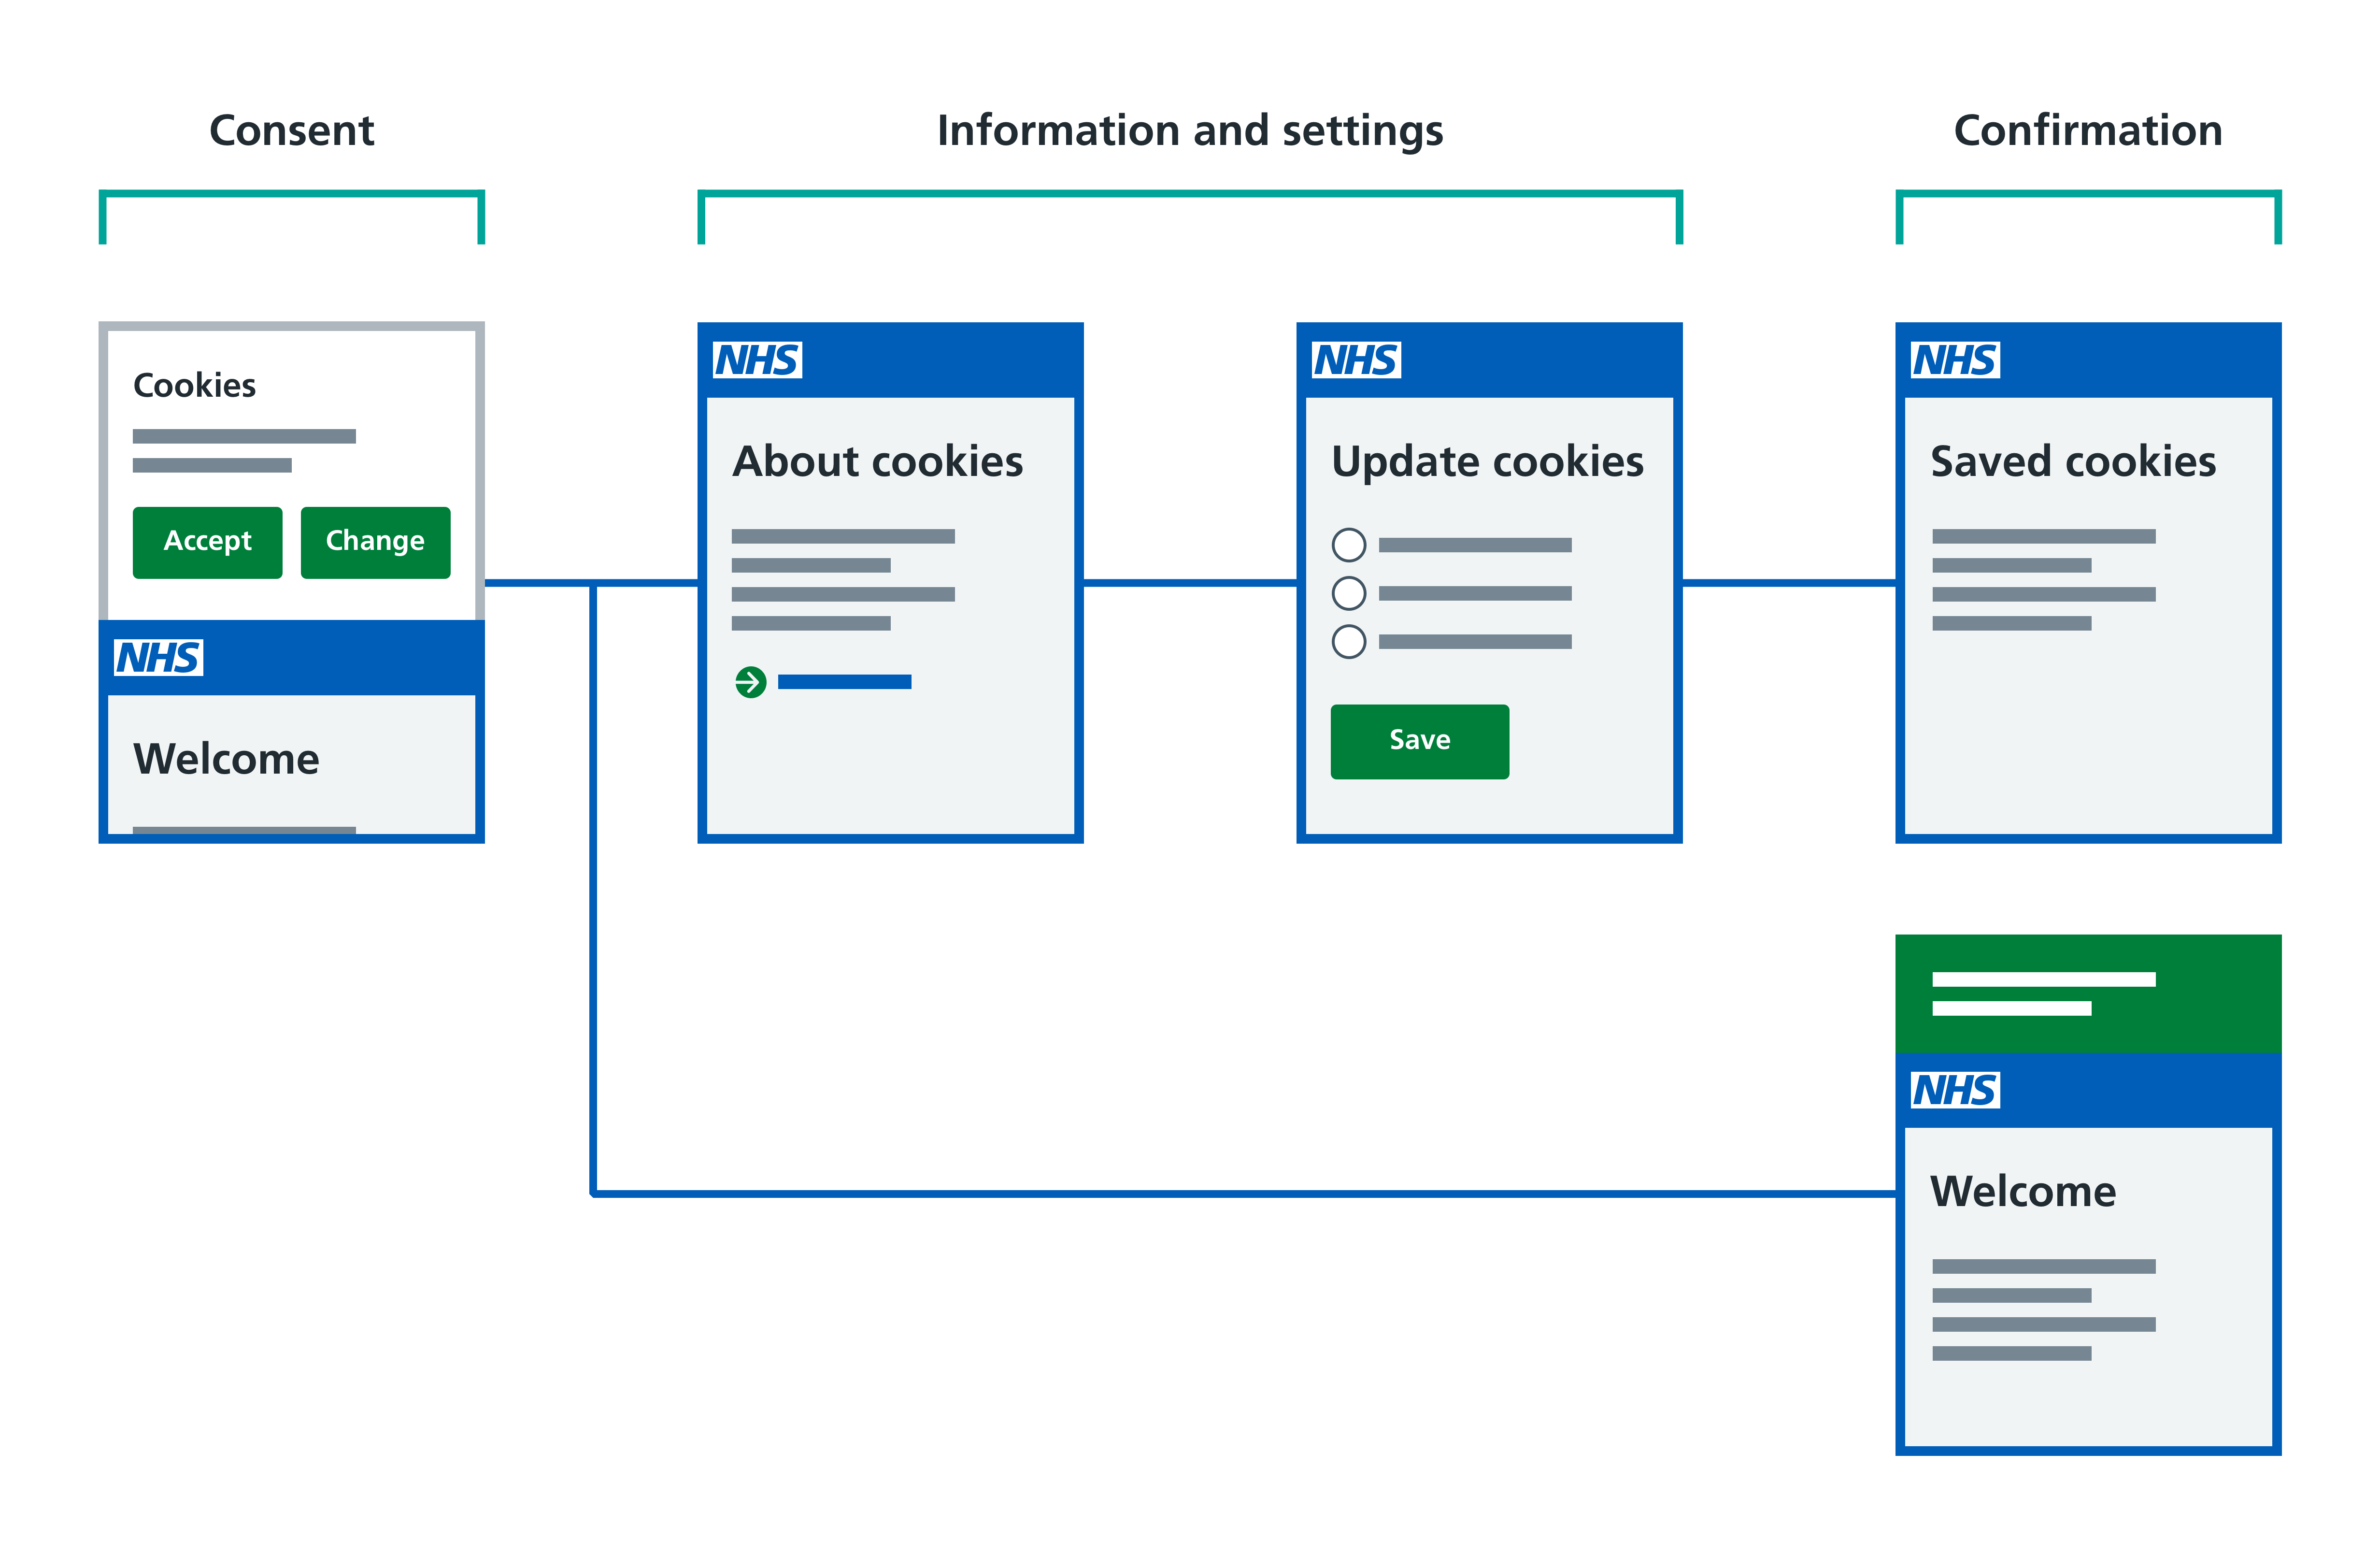 Consent
Information and settings
Confirmation
Cookies
Accept
Change
NHS
Welcome
NHS
About cookies
NHS
Update cookies
Save
NHS
Saved cookies
NHS
Welcome